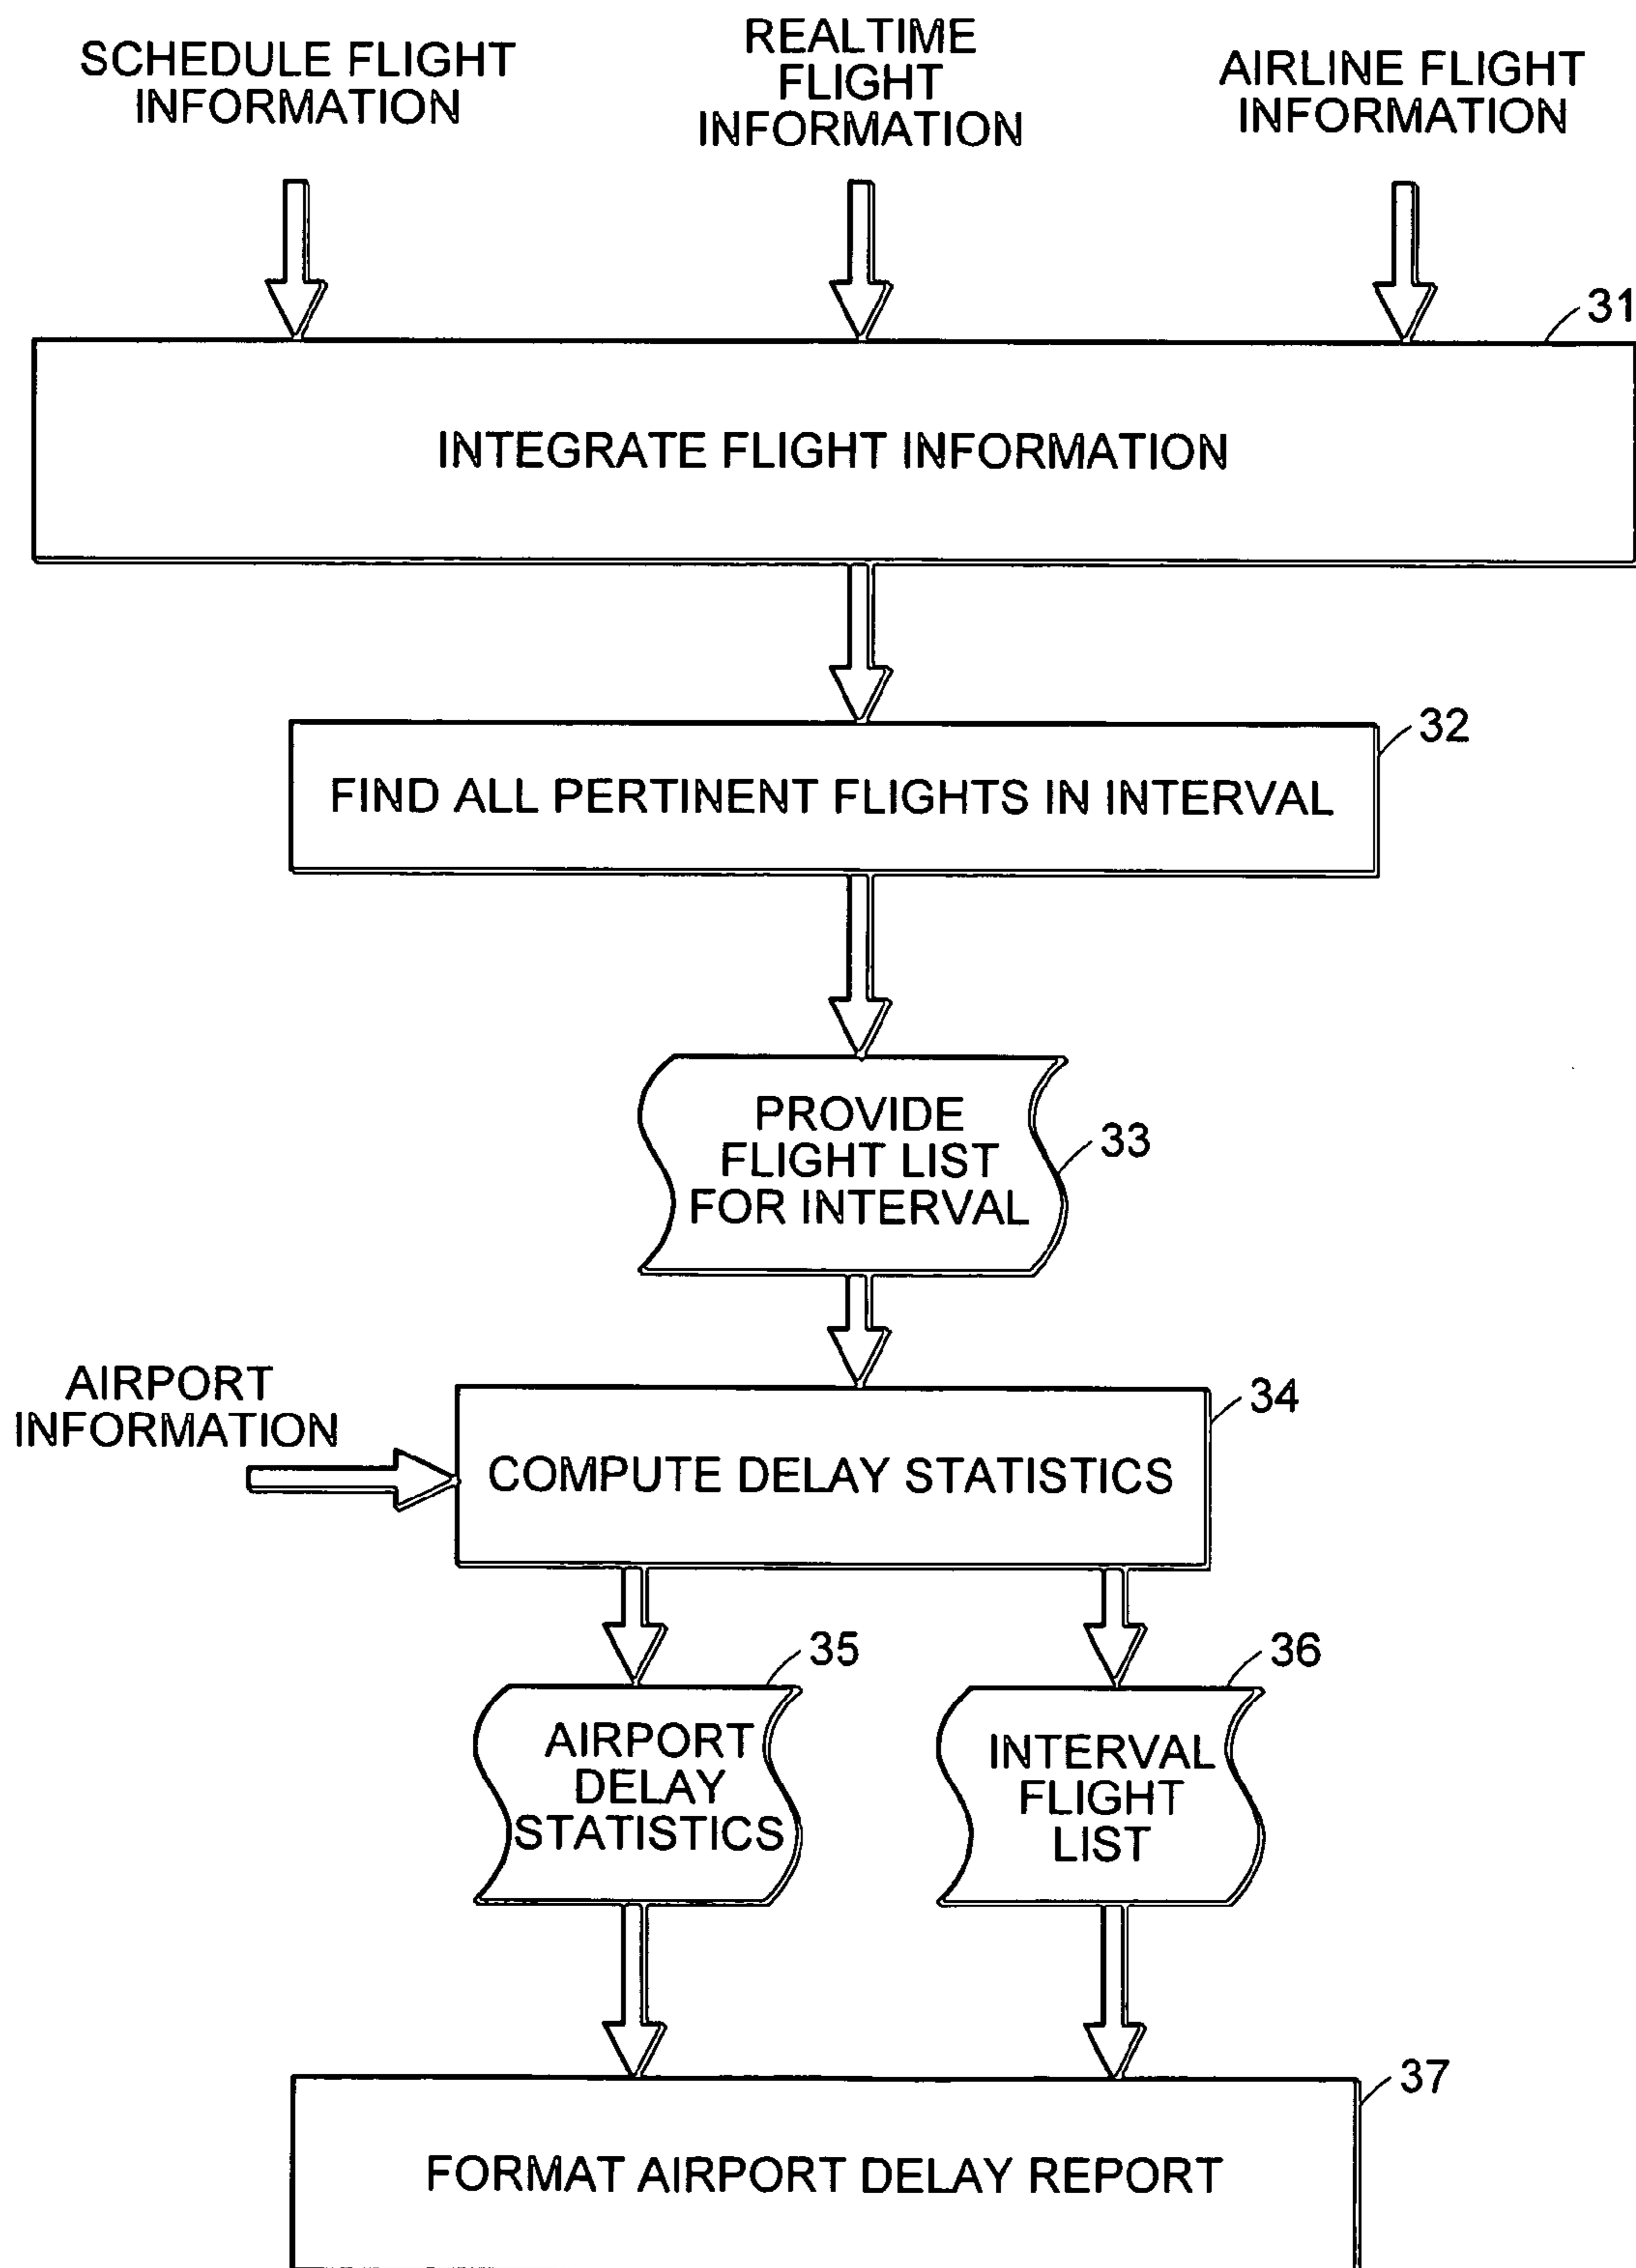 SCHEDULE FLIGHT
INFORMATION
REALTIME
FLIGHT
INFORMATION
AIRLINE FLIGHT
INFORMATION
31
INTEGRATE FLIGHT INFORMATION
32
FIND ALL PERTINENT FLIGHTS IN INTERVAL
PROVIDE
FLIGHT LIST
FOR INTERVAL
33
AIRPORT
INFORMATION
34
COMPUTE DELAY STATISTICS
35
AIRPORT
DELAY
STATISTICS
36
INTERVAL
FLIGHT
LIST
37
FORMAT AIRPORT DELAY REPORT